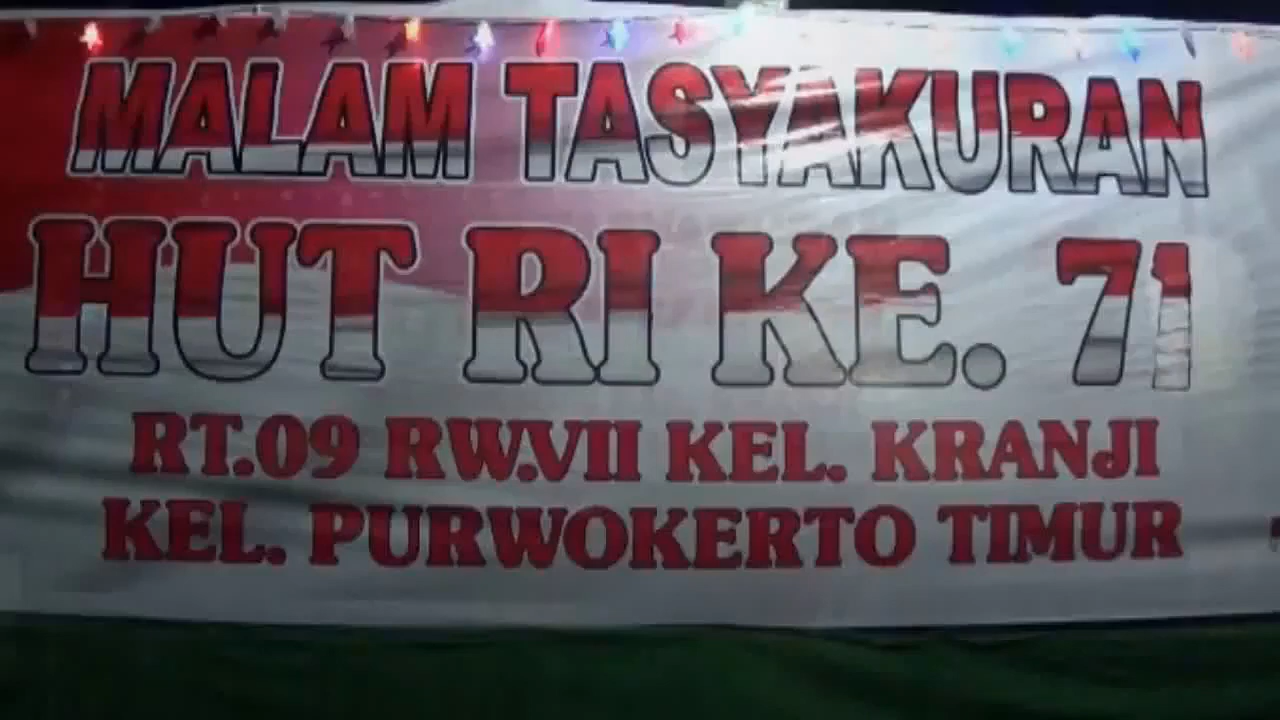 MALAM TASYAKURAN
HUT RI KE. 71
RT.09 RW.VII KEL. KRANJI
KEL. PURWOKERTO TIMUR